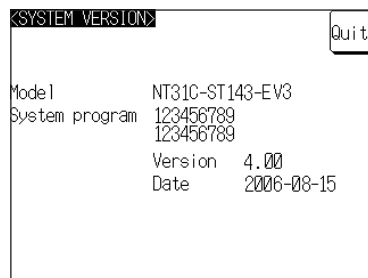 <SYSTEM VERSION>
Quit
Model NT31C-ST143-EV3
System program 123456789
123456789
Version 4.00
Date 2006-08-15